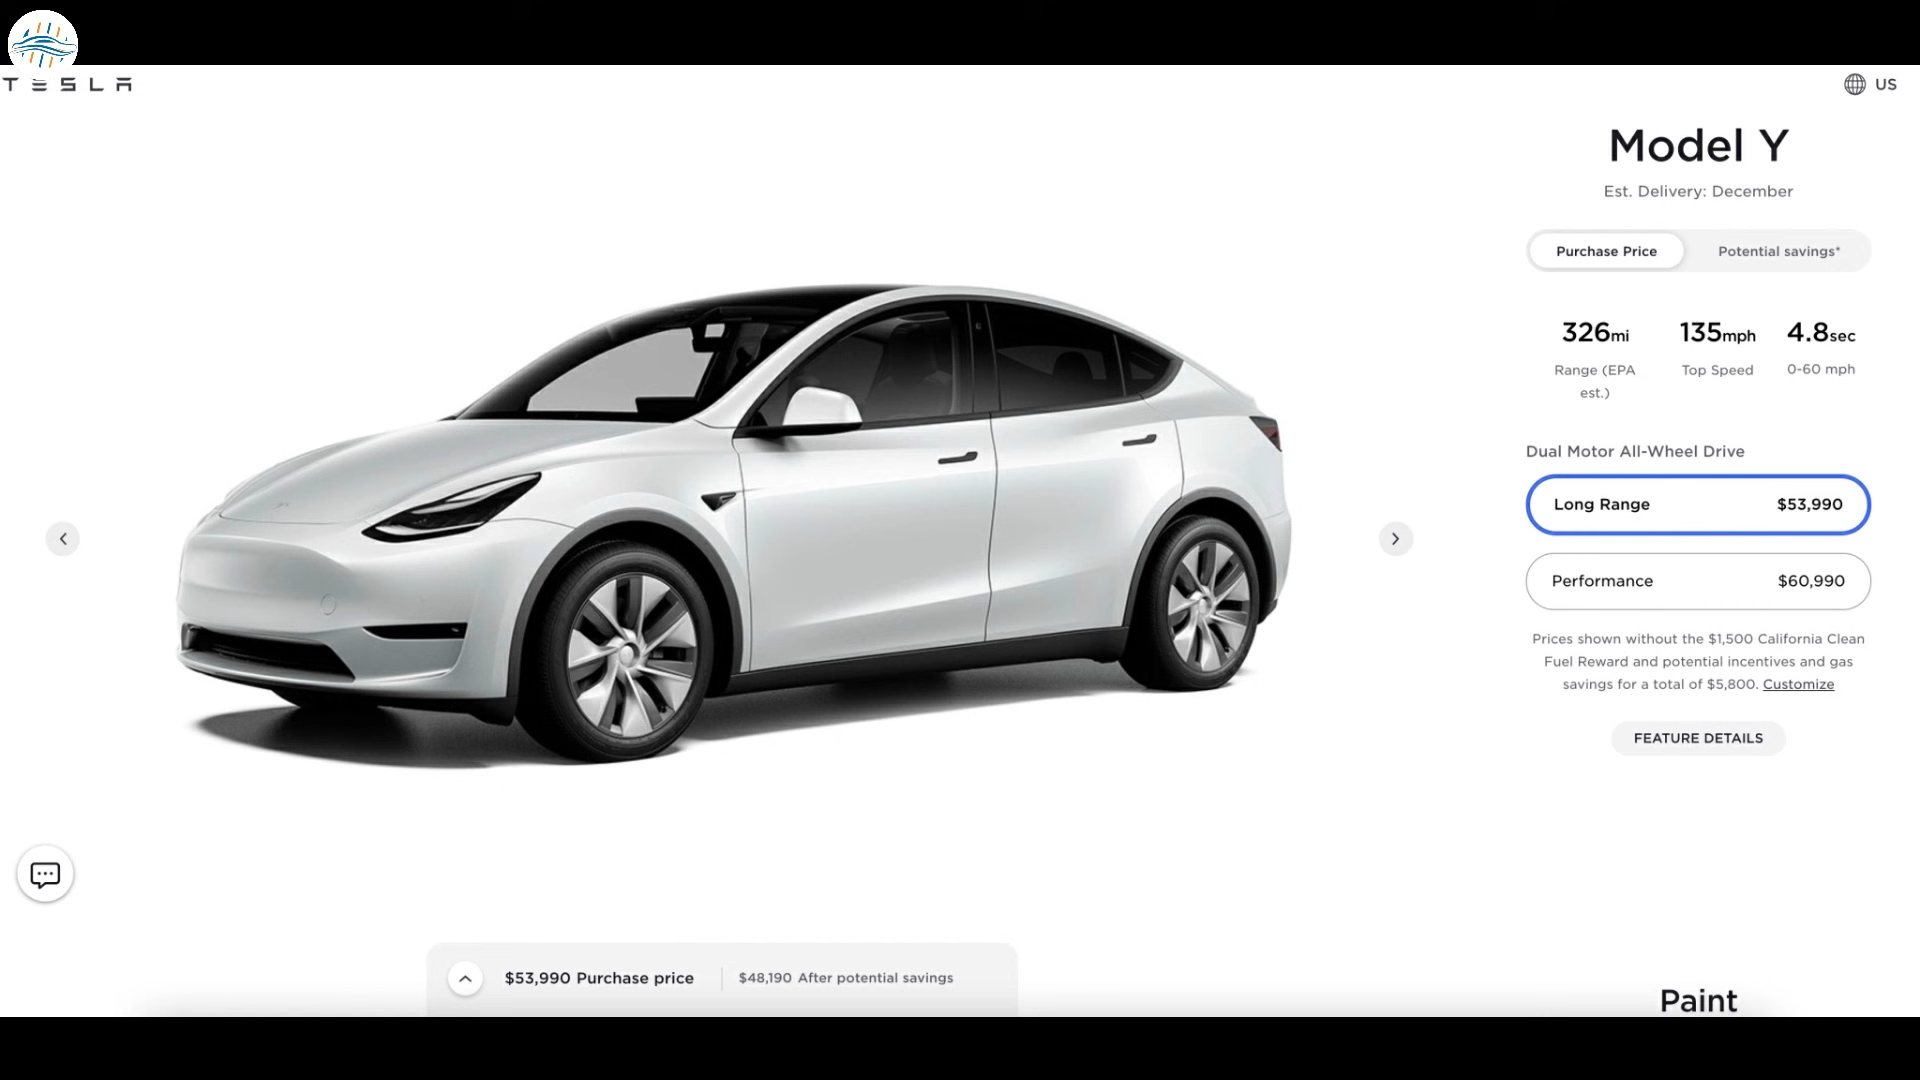 TESLA
US
Model Y
Est. Delivery: December
Purchase Price
Potential savings*
326mi
135mph
4.8sec
Range (EPA
est.)
Top Speed
0-60 mph
Dual Motor All-Wheel Drive
Long Range $53,990
Performance $60,990
Prices shown without the $1,500 California Clean
Fuel Reward and potential incentives and gas
savings for a total of $5,800. Customize
FEATURE DETAILS
$53,990 Purchase price
$48,190 After potential savings
Paint